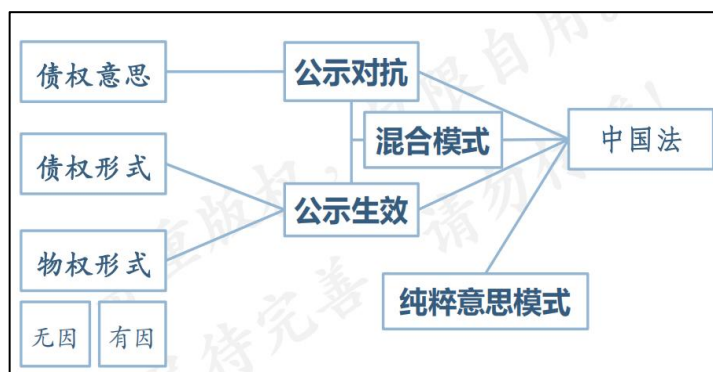 债权意思
公示对抗
混合模式
中国法
债权形式
公示生效
物权形式
纯粹意思模式
无因
有因